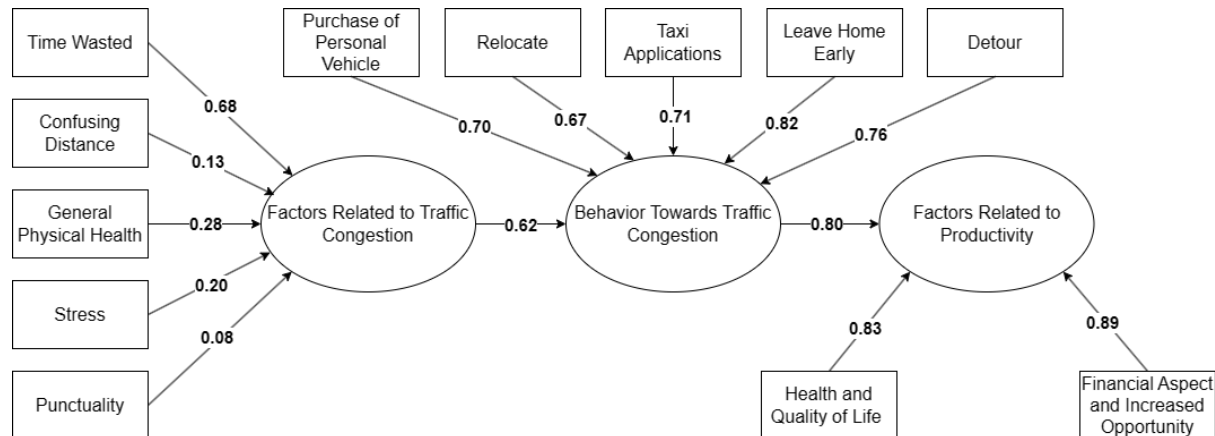 Time Wasted
Purchase of
Personal
Vehicle
Relocate
Taxi
Applications
Leave Home
Early
Detour
0.68
0.70
0.67
0.71
0.82
0.76
Confusing
Distance
0.13
General
Physical Health
0.28
Factors Related to Traffic
Congestion
0.62
Behavior Towards Traffic
Congestion
0.80
Factors Related to
Productivity
Stress
0.20
Punctuality
0.08
0.83
0.89
Health and
Quality of Life
Financial Aspect
and Increased
Opportunity